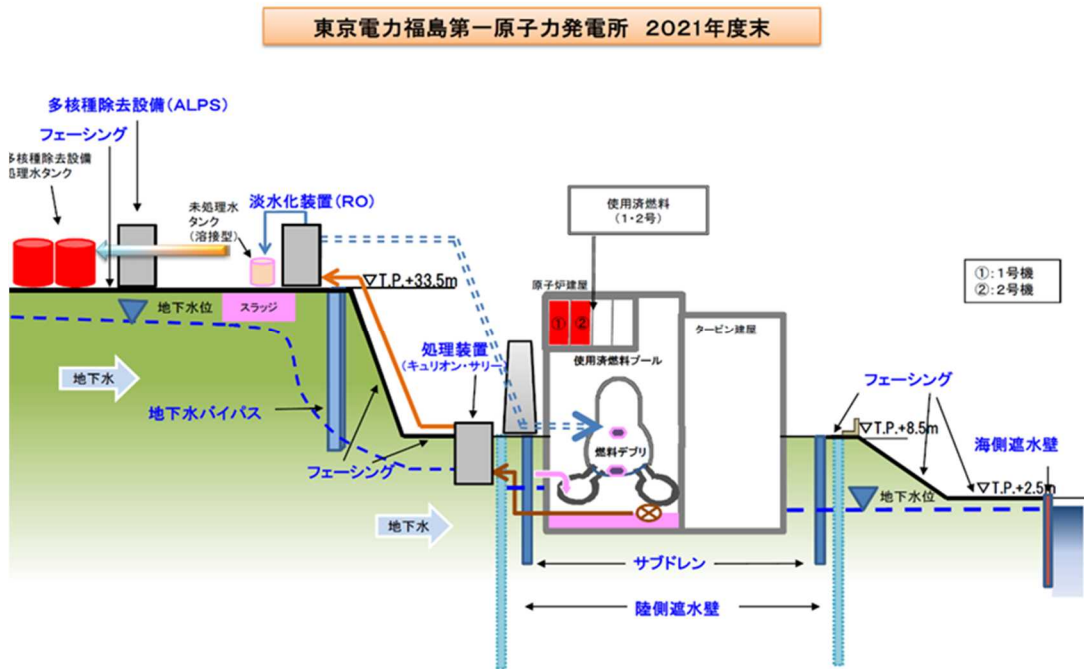 東京電力福島第一原子力発電所 2021年度末
多核種除去設備(ALPS)
フェーシング
多核種除去設備
処理水タンク
未処理水
タンク
(溶接型)
淡水化装置(RO)
使用済燃料
(1・2号)
▽T.P.+33.5m
①:1号機
②:2号機
原子炉建屋
① ②
地下水位
スラッジ
タービン建屋
処理装置
(キュリオン・サリー)
使用済燃料プール
地下水
フェーシング
地下水バイパス
▽T.P.+8.5m
海側遮水壁
燃料デブリ
フェーシング
▽T.P.+2.5m
地下水位
地下水
サブドレン
陸側遮水壁